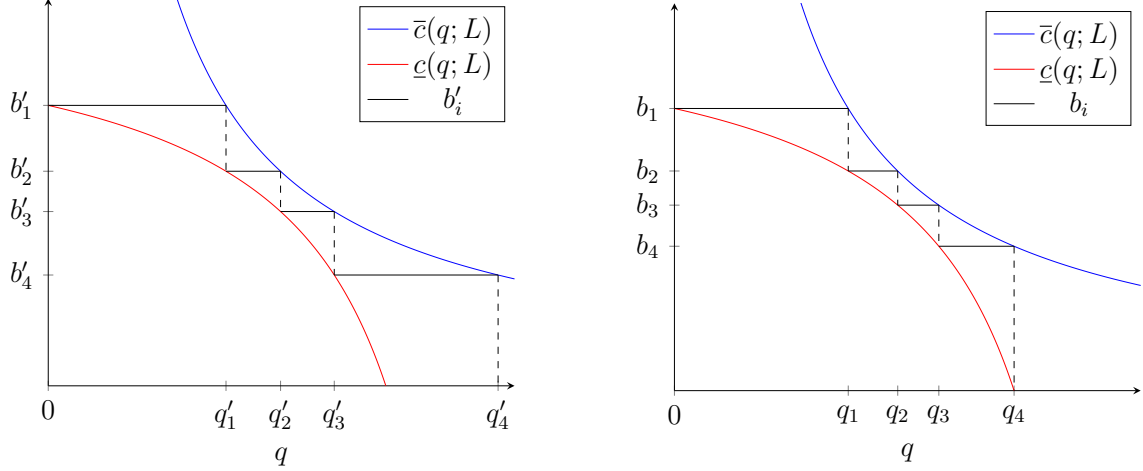 c̅(q; L)
c̲(q; L)
b′ᵢ
b′₁
b′₂
b′₃
b′₄
0
q′₁
q′₂
q′₃
q′₄
q
c̅(q; L)
c̲(q; L)
bᵢ
b₁
b₂
b₃
b₄
0
q₁
q₂
q₃
q₄
q